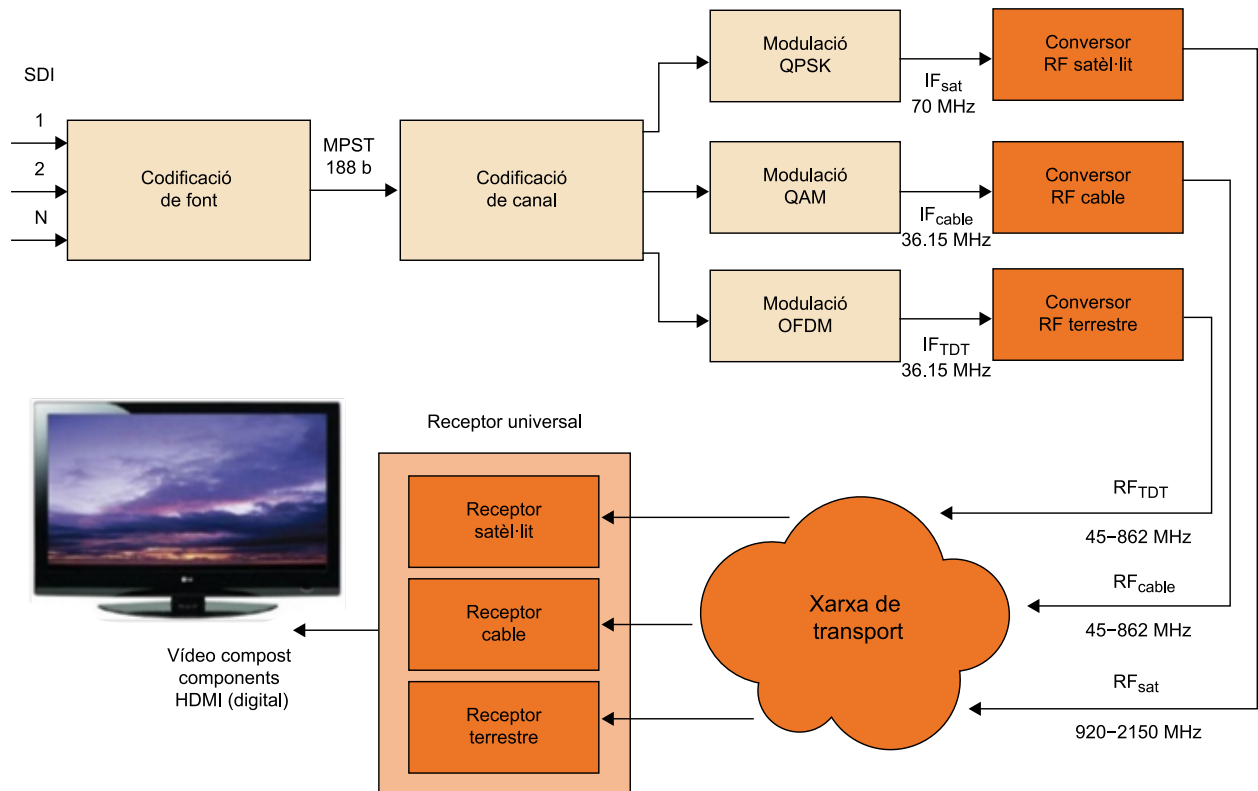 SDI
1
2
N
Codificació
de font
MPST
188 b
Codificació
de canal
Modulació
QPSK
IFsat
70 MHz
Conversor
RF satèl·lit
Modulació
QAM
IFcable
36.15 MHz
Conversor
RF cable
Modulació
OFDM
IFTDT
36.15 MHz
Conversor
RF terrestre
Receptor universal
Receptor
satèl·lit
Receptor
cable
Receptor
terrestre
Xarxa de
transport
RFTDT
45–862 MHz
RFcable
45–862 MHz
RFsat
920–2150 MHz
LG
Vídeo compost
components
HDMI (digital)